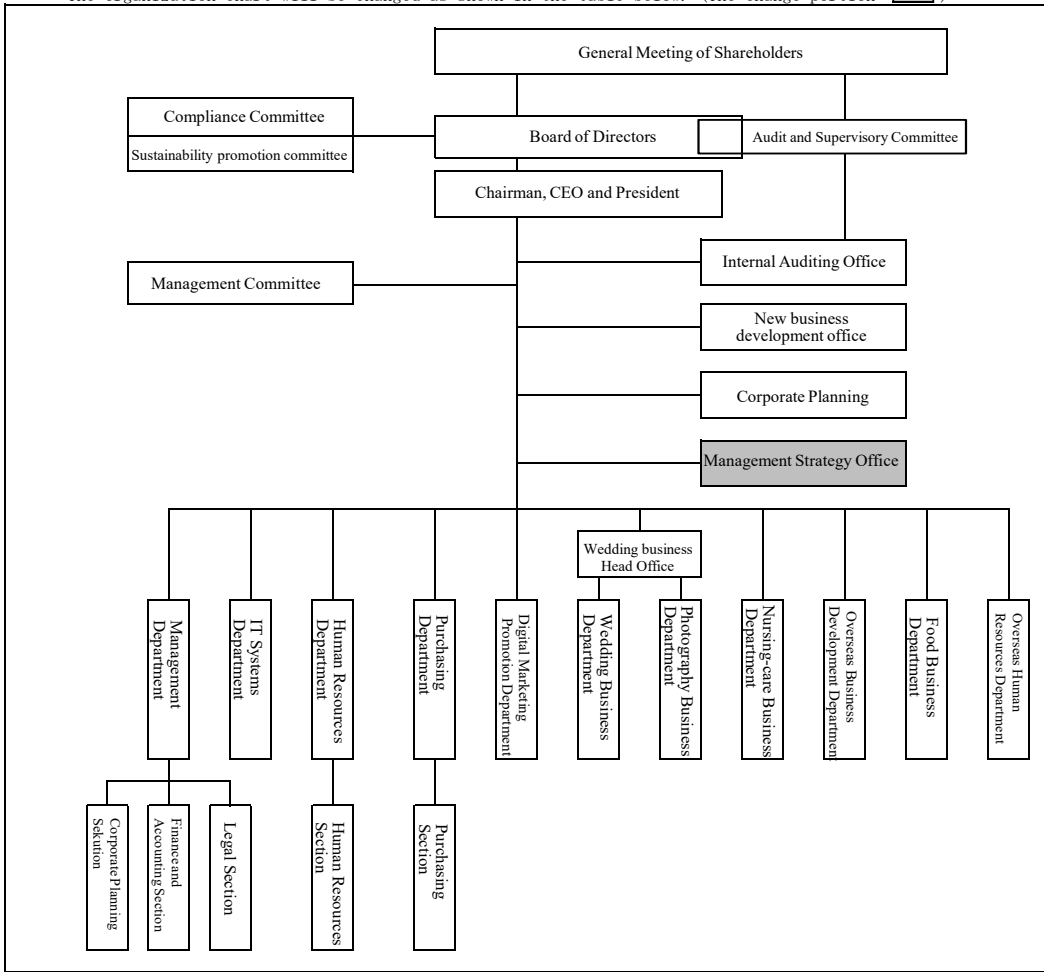 General Meeting of Shareholders
Compliance Committee
Sustainability promotion committee
Board of Directors
Audit and Supervisory Committee
Chairman, CEO and President
Internal Auditing Office
Management Committee
New business
development office
Corporate Planning
Management Strategy Office
Wedding business
Head Office
Management
Department
IT Systems
Department
Human Resources
Department
Purchasing
Department
Digital Marketing
Promotion Department
Wedding Business
Department
Photography Business
Department
Nursing-care Business
Department
Overseas Business
Development Department
Food Business
Department
Overseas Human
Resources Department
Corporate Planning
Sekution
Finance and
Accounting Section
Legal Section
Human Resources
Section
Purchasing
Section